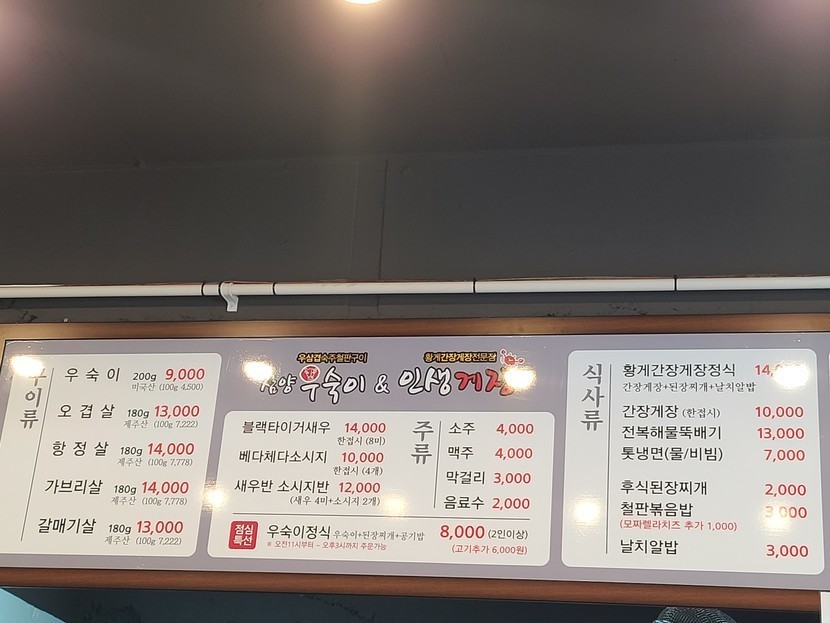 우삼겹숙주철판구이
황게간장게장전문점
삼양 우숙이 & 인생게장
구이류
우숙이 200g 9,000
미국산 (100g 4,500)
오겹살 180g 13,000
제주산 (100g 7,222)
항정살 180g 14,000
제주산 (100g 7,778)
가브리살 180g 14,000
제주산 (100g 7,778)
갈매기살 180g 13,000
제주산 (100g 7,222)
블랙타이거새우 14,000
한접시 (8미)
베다체다소시지 10,000
한접시 (4개)
새우반 소시지반 12,000
(새우 4미+소시지 2개)
주류
소주 4,000
맥주 4,000
막걸리 3,000
음료수 2,000
점심특선
우숙이정식 우숙이+된장찌개+공기밥 8,000 (2인이상)
※ 오전11시부터 ~ 오후3시까지 주문가능 (고기추가 6,000원)
식사류
황게간장게장정식
간장게장+된장찌개+날치알밥
간장게장 (한접시) 10,000
전복해물뚝배기 13,000
톳냉면(물/비빔) 7,000
후식된장찌개 2,000
철판볶음밥 3,000
(모짜렐라치즈 추가 1,000)
날치알밥 3,000